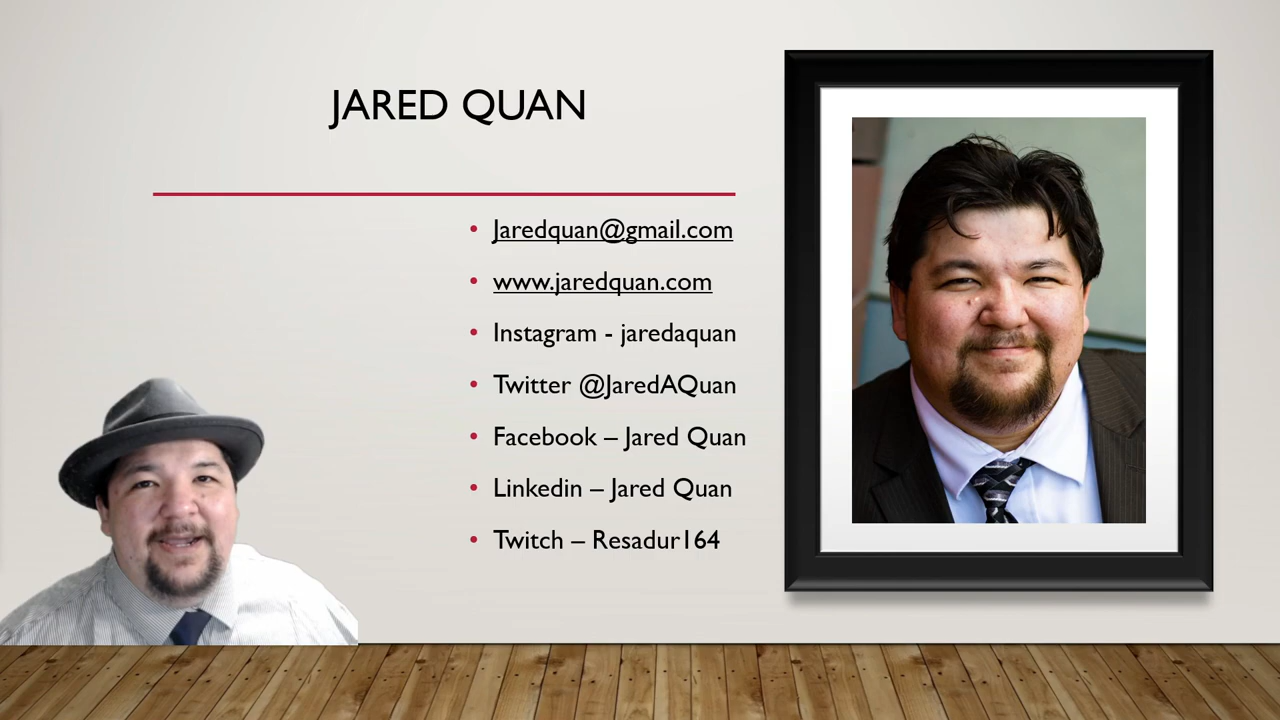 JARED QUAN
Jaredquan@gmail.com
www.jaredquan.com
Instagram - jaredaquan
Twitter @JaredAQuan
Facebook – Jared Quan
Linkedin – Jared Quan
Twitch – Resadur164